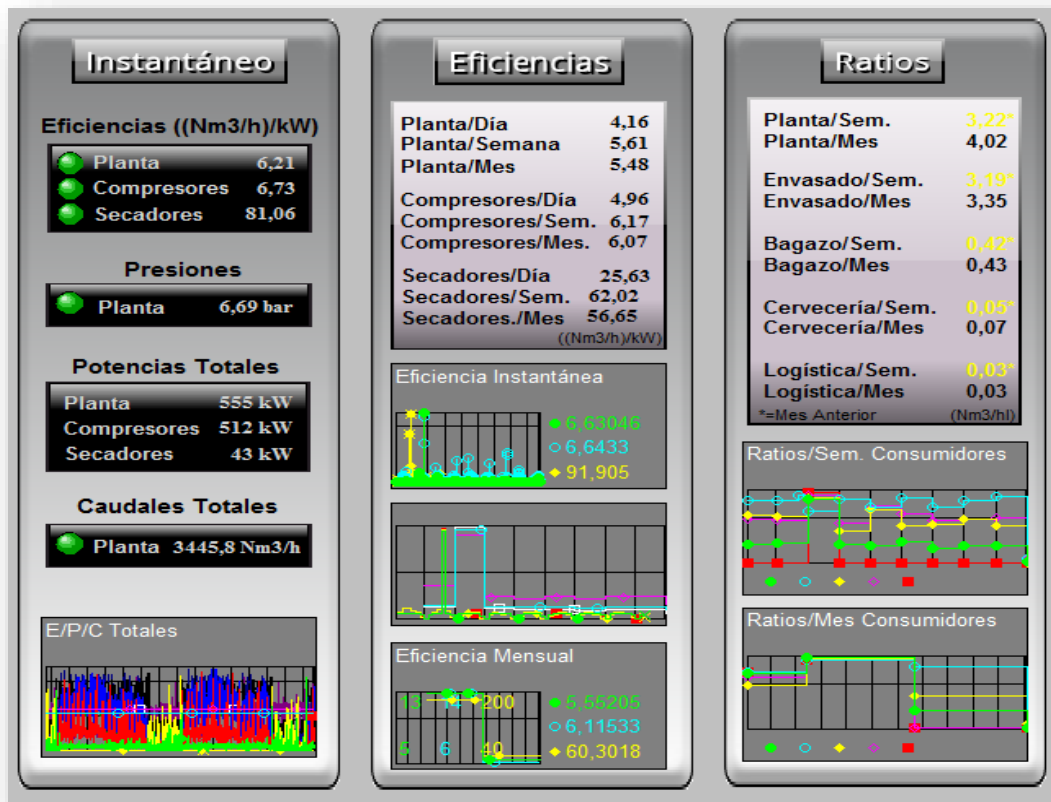 Instantáneo
Eficiencias ((Nm3/h)/kW)
Planta 6,21
Compresores 6,73
Secadores 81,06
Presiones
Planta 6,69 bar
Potencias Totales
Planta 555 kW
Compresores 512 kW
Secadores 43 kW
Caudales Totales
Planta 3445,8 Nm3/h
E/P/C Totales
Eficiencias
Planta/Día 4,16
Planta/Semana 5,61
Planta/Mes 5,48
Compresores/Día 4,96
Compresores/Sem. 6,17
Compresores/Mes. 6,07
Secadores/Día 25,63
Secadores/Sem. 62,02
Secadores./Mes 56,65
((Nm3/h)/kW)
Eficiencia Instantánea
6,63046
6,6433
91,905
Eficiencia Mensual
13 14 200
5,55205
6,11533
5 6 40
60,3018
Ratios
Planta/Sem. 3,22*
Planta/Mes 4,02
Envasado/Sem. 3,19*
Envasado/Mes 3,35
Bagazo/Sem. 0,42*
Bagazo/Mes 0,43
Cervecería/Sem. 0,05*
Cervecería/Mes 0,07
Logística/Sem. 0,03*
Logística/Mes 0,03
*=Mes Anterior (Nm3/hl)
Ratios/Sem. Consumidores
Ratios/Mes Consumidores